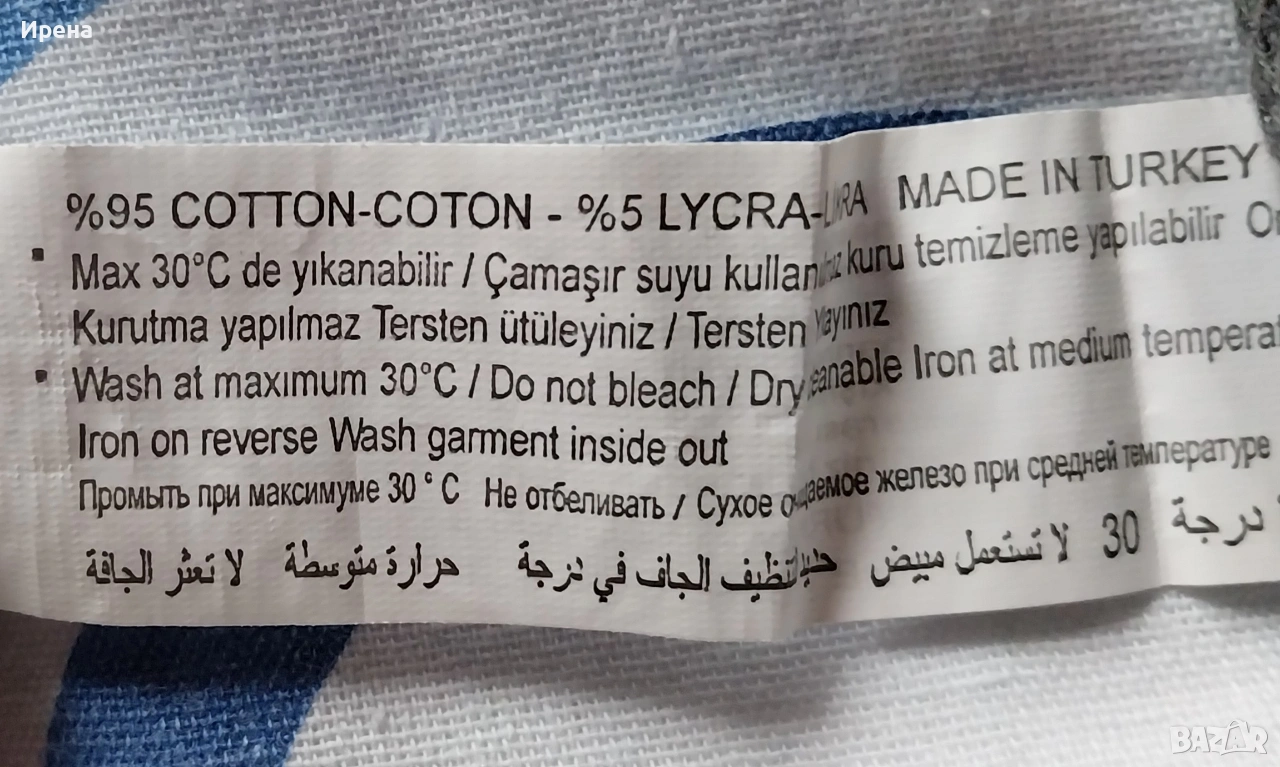 Ирена
%95 COTTON-COTON - %5 LYCRA- MADE IN TURKEY
Max 30°C de yıkanabilir / Çamaşır suyu kuru temizleme yapılabilir
Kurutma yapılmaz Tersten ütüleyiniz / Tersten
Wash at maxımum 30°C / Do not bleach / Dry Iron at medium
Iron on reverse Wash garment inside out
Промыть при максимуме 30 ° С Не отбеливать / Сухое железо при средней температуре
درجة 30 لا تستعمل مبيض التنظيف الجاف في درجة حرارة متوسطة لا تعثر الجافة
BAZAR